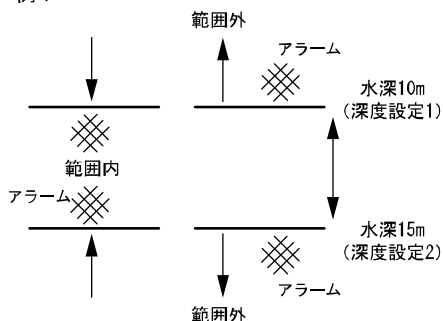 範囲外
アラーム
水深10m
(深度設定1)
範囲内
アラーム
水深15m
(深度設定2)
アラーム
範囲外